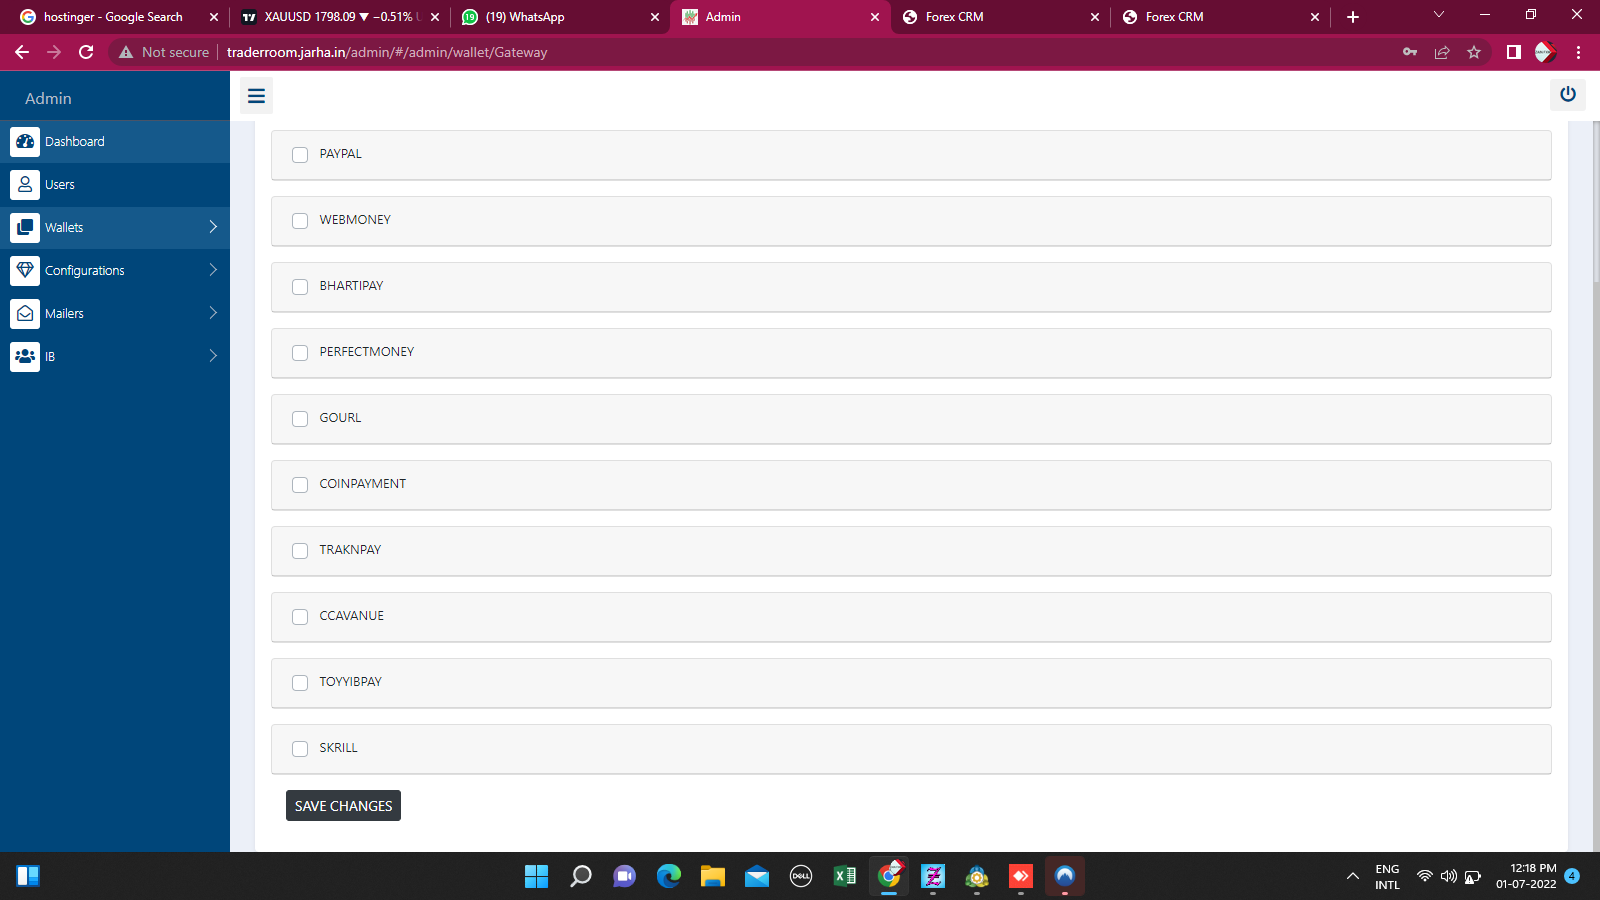 hostinger - Google Search
XAUUSD 1798.09 ▼ −0.51%
(19) WhatsApp
Admin
Forex CRM
Forex CRM
Not secure
traderroom.jarha.in/admin/#/admin/wallet/Gateway
Admin
Dashboard
Users
Wallets
Configurations
Mailers
IB
PAYPAL
WEBMONEY
BHARTIPAY
PERFECTMONEY
GOURL
COINPAYMENT
TRAKNPAY
CCAVANUE
TOYYIBPAY
SKRILL
SAVE CHANGES
DELL
ENG
INTL
12:18 PM
01-07-2022
4